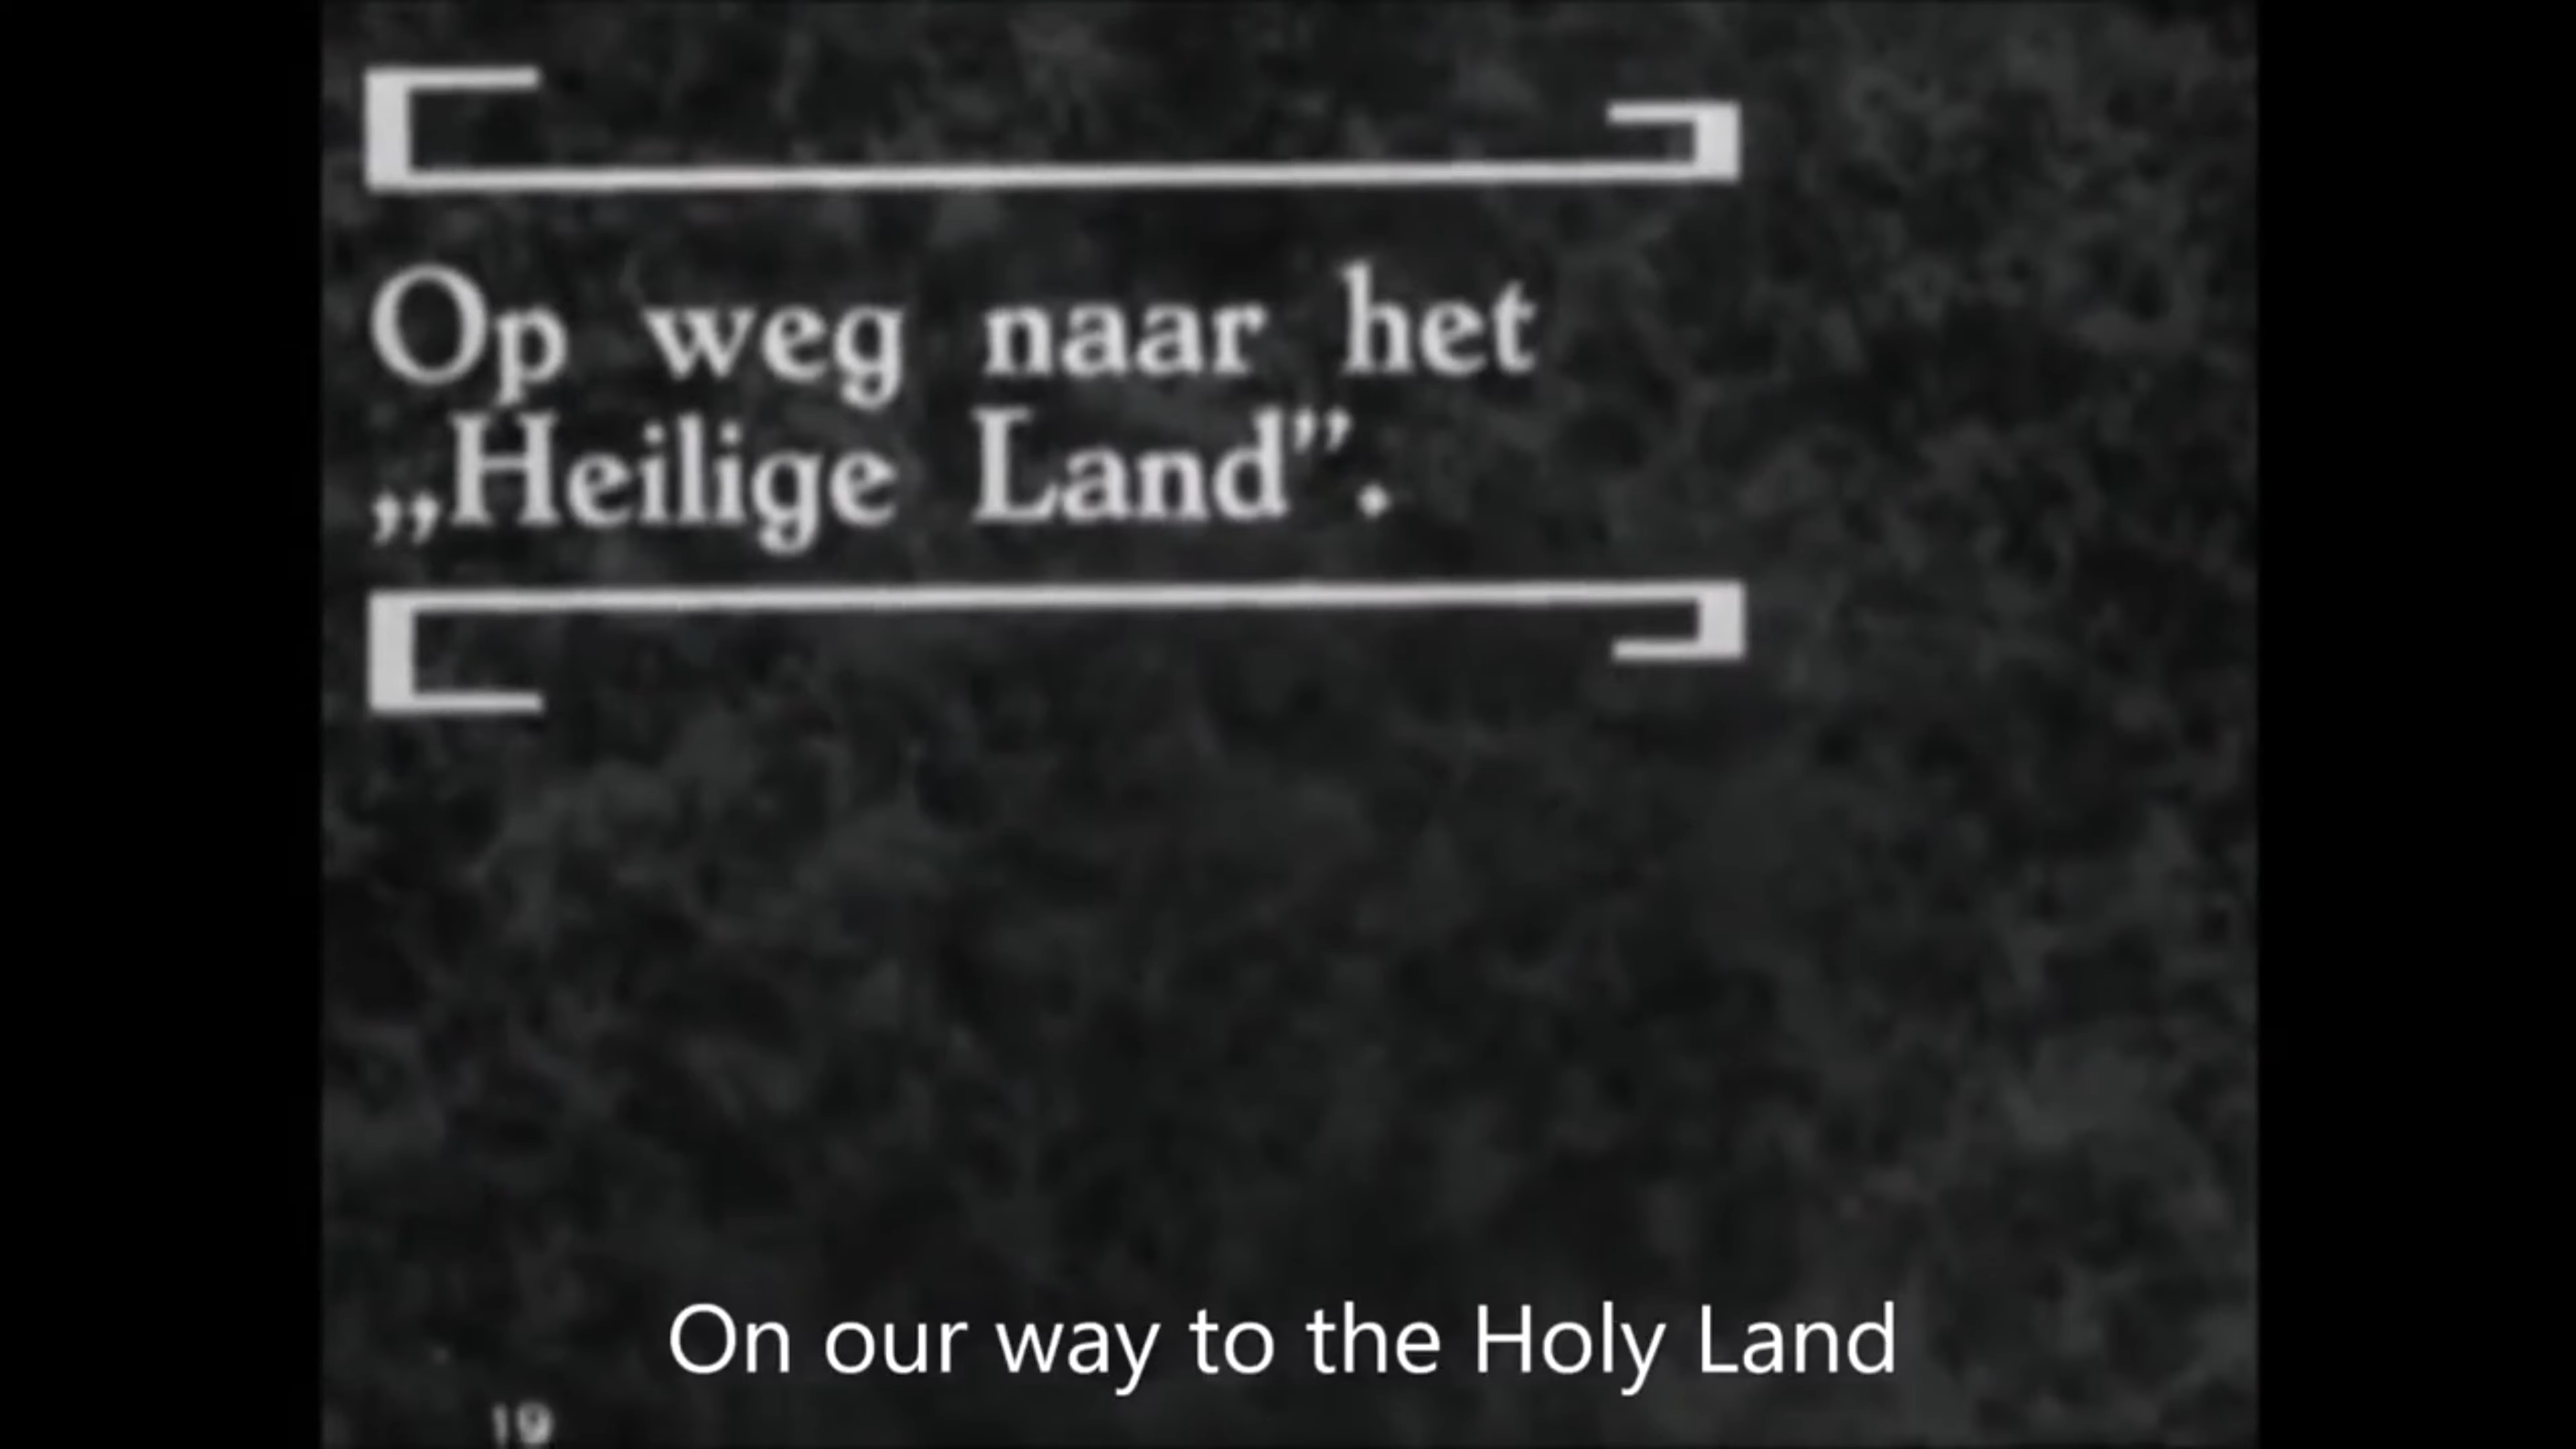 Op weg naar het
„Heilige Land”.
On our way to the Holy Land
19